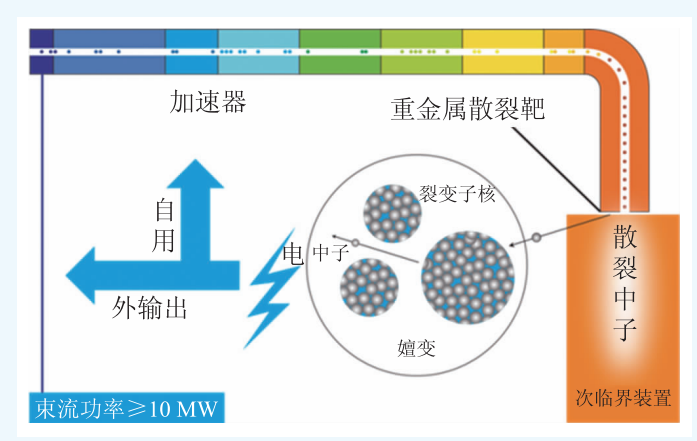 加速器
重金属散裂靶
自用
裂变子核
电
中子
散裂中子
外输出
嬗变
次临界装置
束流功率≥10 MW